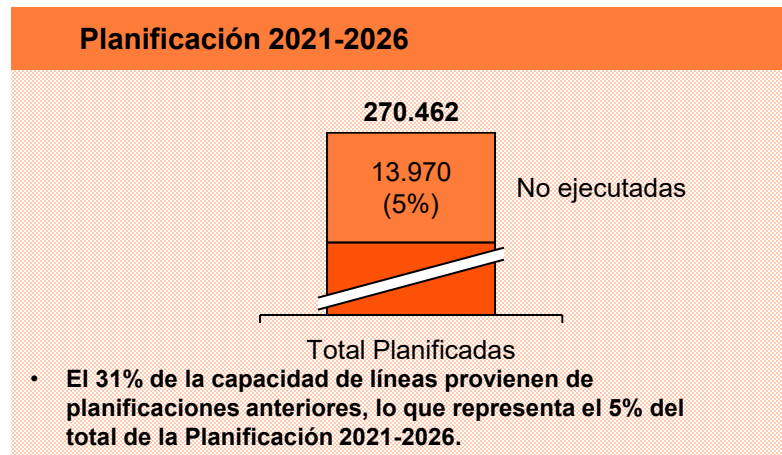 Planificación 2021-2026
270.462
13.970
(5%)
No ejecutadas
Total Planificadas
• El 31% de la capacidad de líneas provienen de
planificaciones anteriores, lo que representa el 5% del
total de la Planificación 2021-2026.